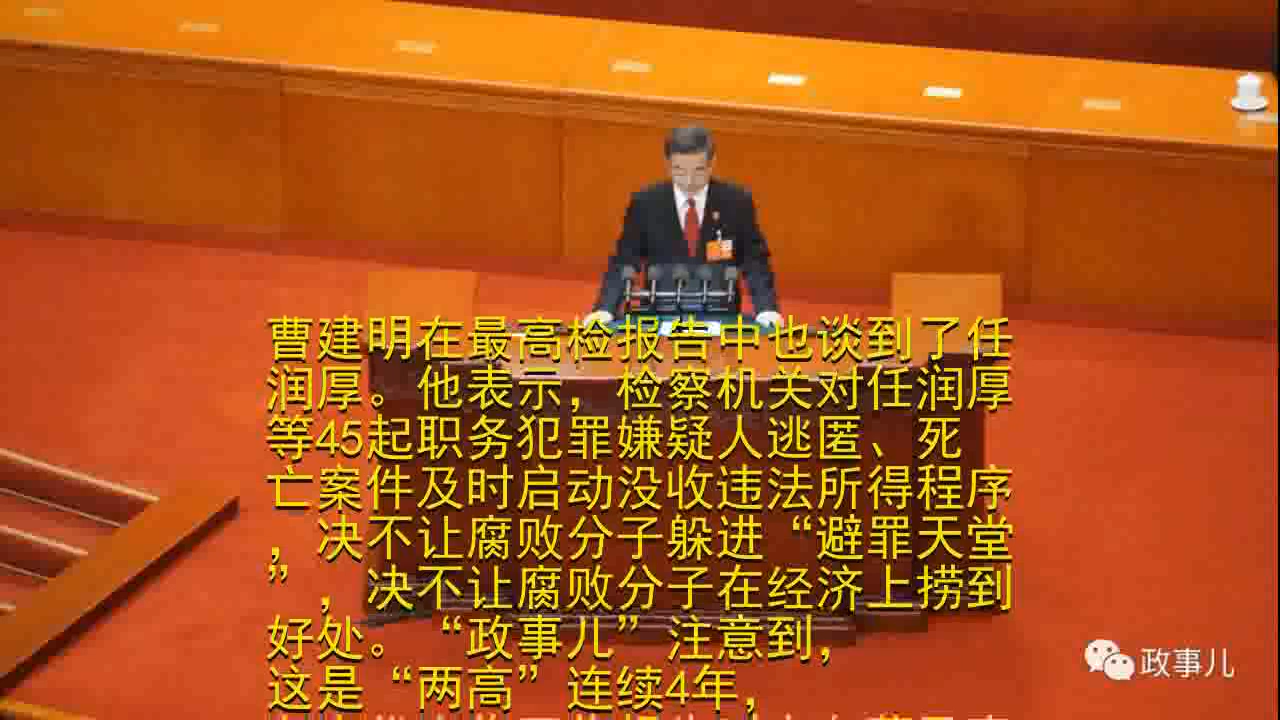 曹建明在最高检报告中也谈到了任
润厚。他表示，检察机关对任润厚
等45起职务犯罪嫌疑人逃匿、死
亡案件及时启动没收违法所得程序
，决不让腐败分子躲进“避罪天堂
”，决不让腐败分子在经济上捞到
好处。“政事儿”注意到，
这是“两高”连续4年，
政事儿